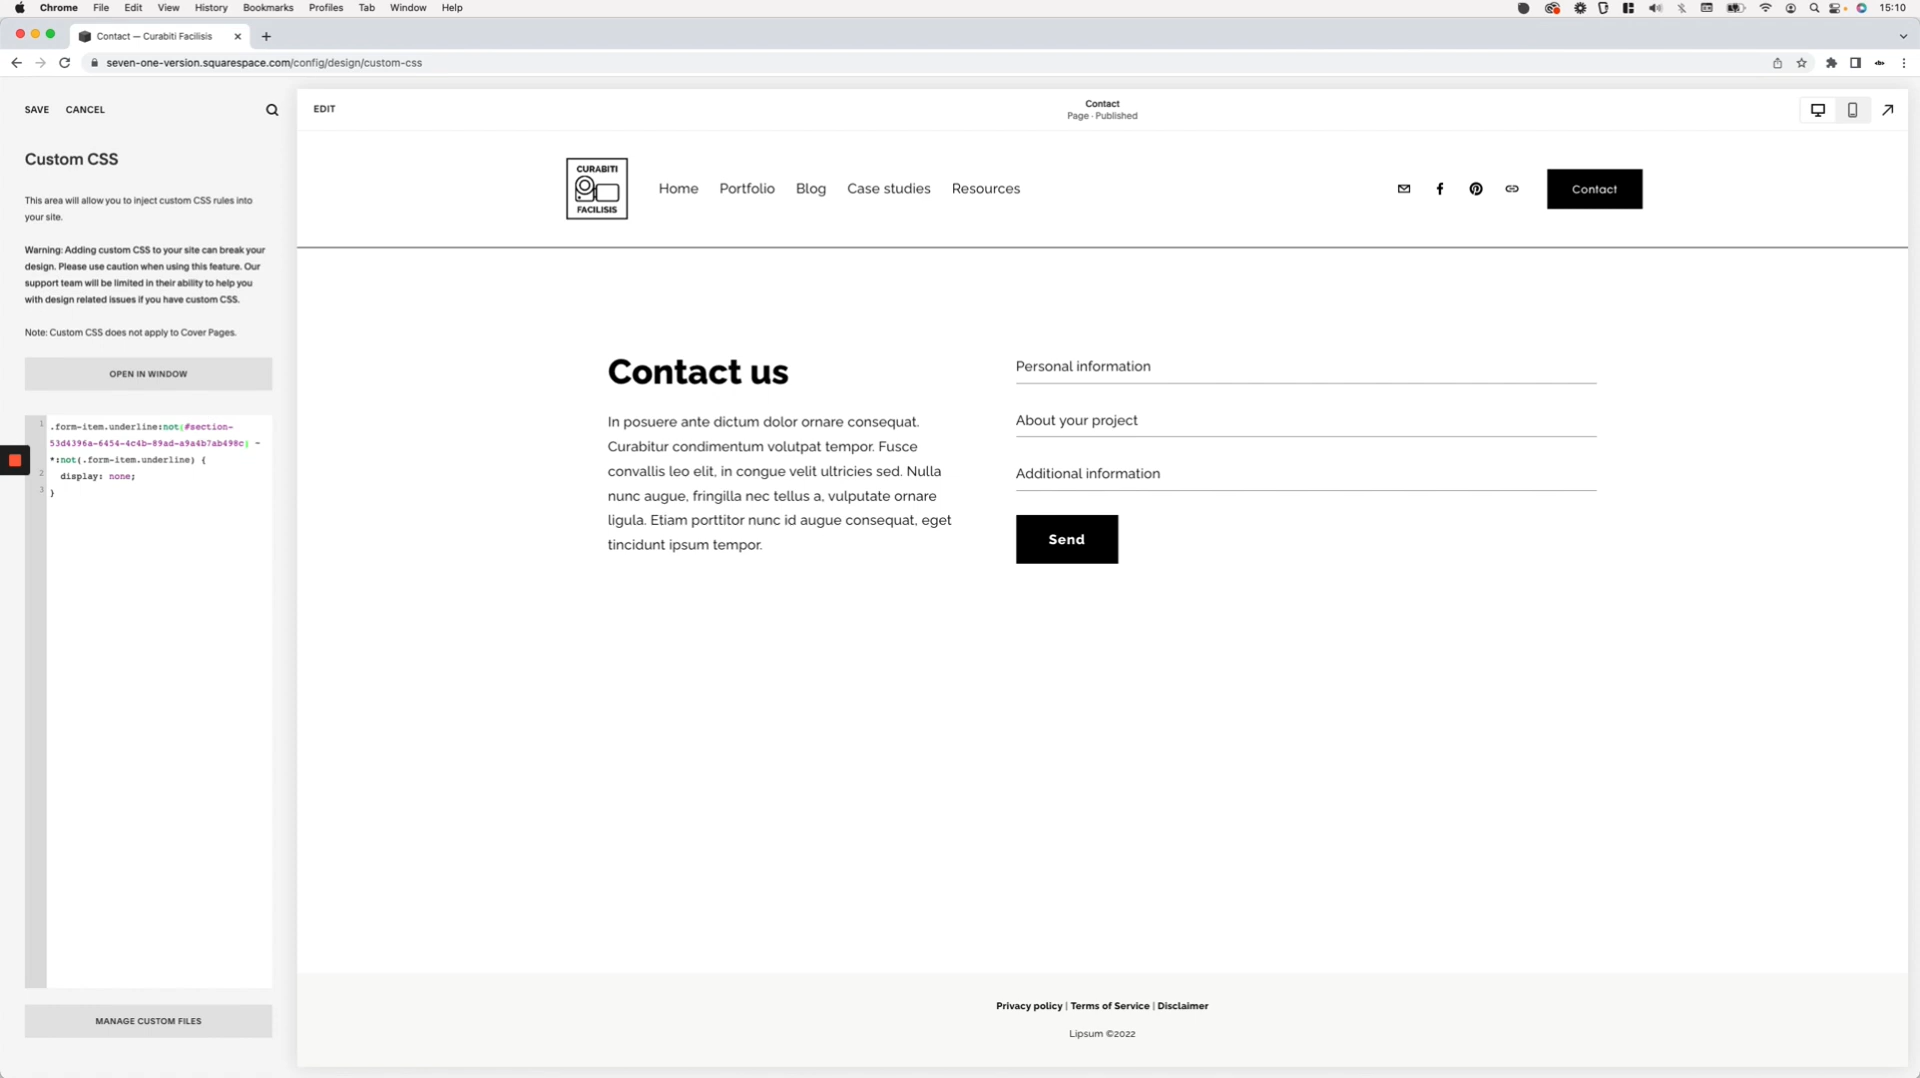 Chrome File Edit View History Bookmarks Profiles Tab Window Help 15:10
Contact — Curabiti Facilisis
seven-one-version.squarespace.com/config/design/custom-css
SAVE CANCEL
Custom CSS
This area will allow you to inject custom CSS rules into
your site.
Warning: Adding custom CSS to your site can break your
design. Please use caution when using this feature. Our
support team will be limited in their ability to help you
with design related issues if you have custom CSS.
Note: Custom CSS does not apply to Cover Pages.
OPEN IN WINDOW
1 .form-item.underline:not(#section-
53d4396a-6454-4c4b-89ad-a9a4b7ab498c) ~
*:not(.form-item.underline) {
2 display: none;
3 }
MANAGE CUSTOM FILES
EDIT
Contact
Page · Published
CURABITI
FACILISIS
Home Portfolio Blog Case studies Resources
Contact
Contact us
In posuere ante dictum dolor ornare consequat.
Curabitur condimentum volutpat tempor. Fusce
convallis leo elit, in congue velit ultricies sed. Nulla
nunc augue, fringilla nec tellus a, vulputate ornare
ligula. Etiam porttitor nunc id augue consequat, eget
tincidunt ipsum tempor.
Personal information
About your project
Additional information
Send
Privacy policy | Terms of Service | Disclaimer
Lipsum ©2022